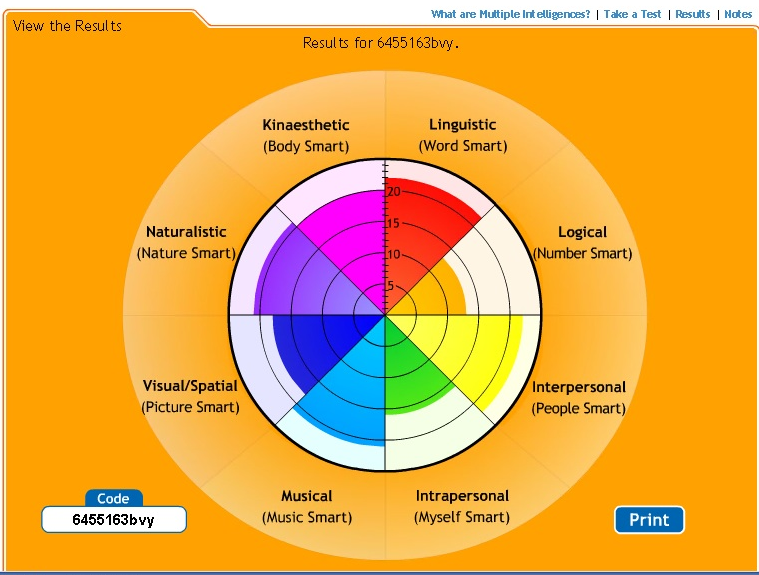 What are Multiple Intelligences? | Take a Test | Results | Notes
View the Results
Results for 6455163bvy.
Kinaesthetic
(Body Smart)
Linguistic
(Word Smart)
20
15
10
5
Naturalistic
(Nature Smart)
Logical
(Number Smart)
Visual/Spatial
(Picture Smart)
Interpersonal
(People Smart)
Musical
(Music Smart)
Intrapersonal
(Myself Smart)
Code
6455163bvy
Print